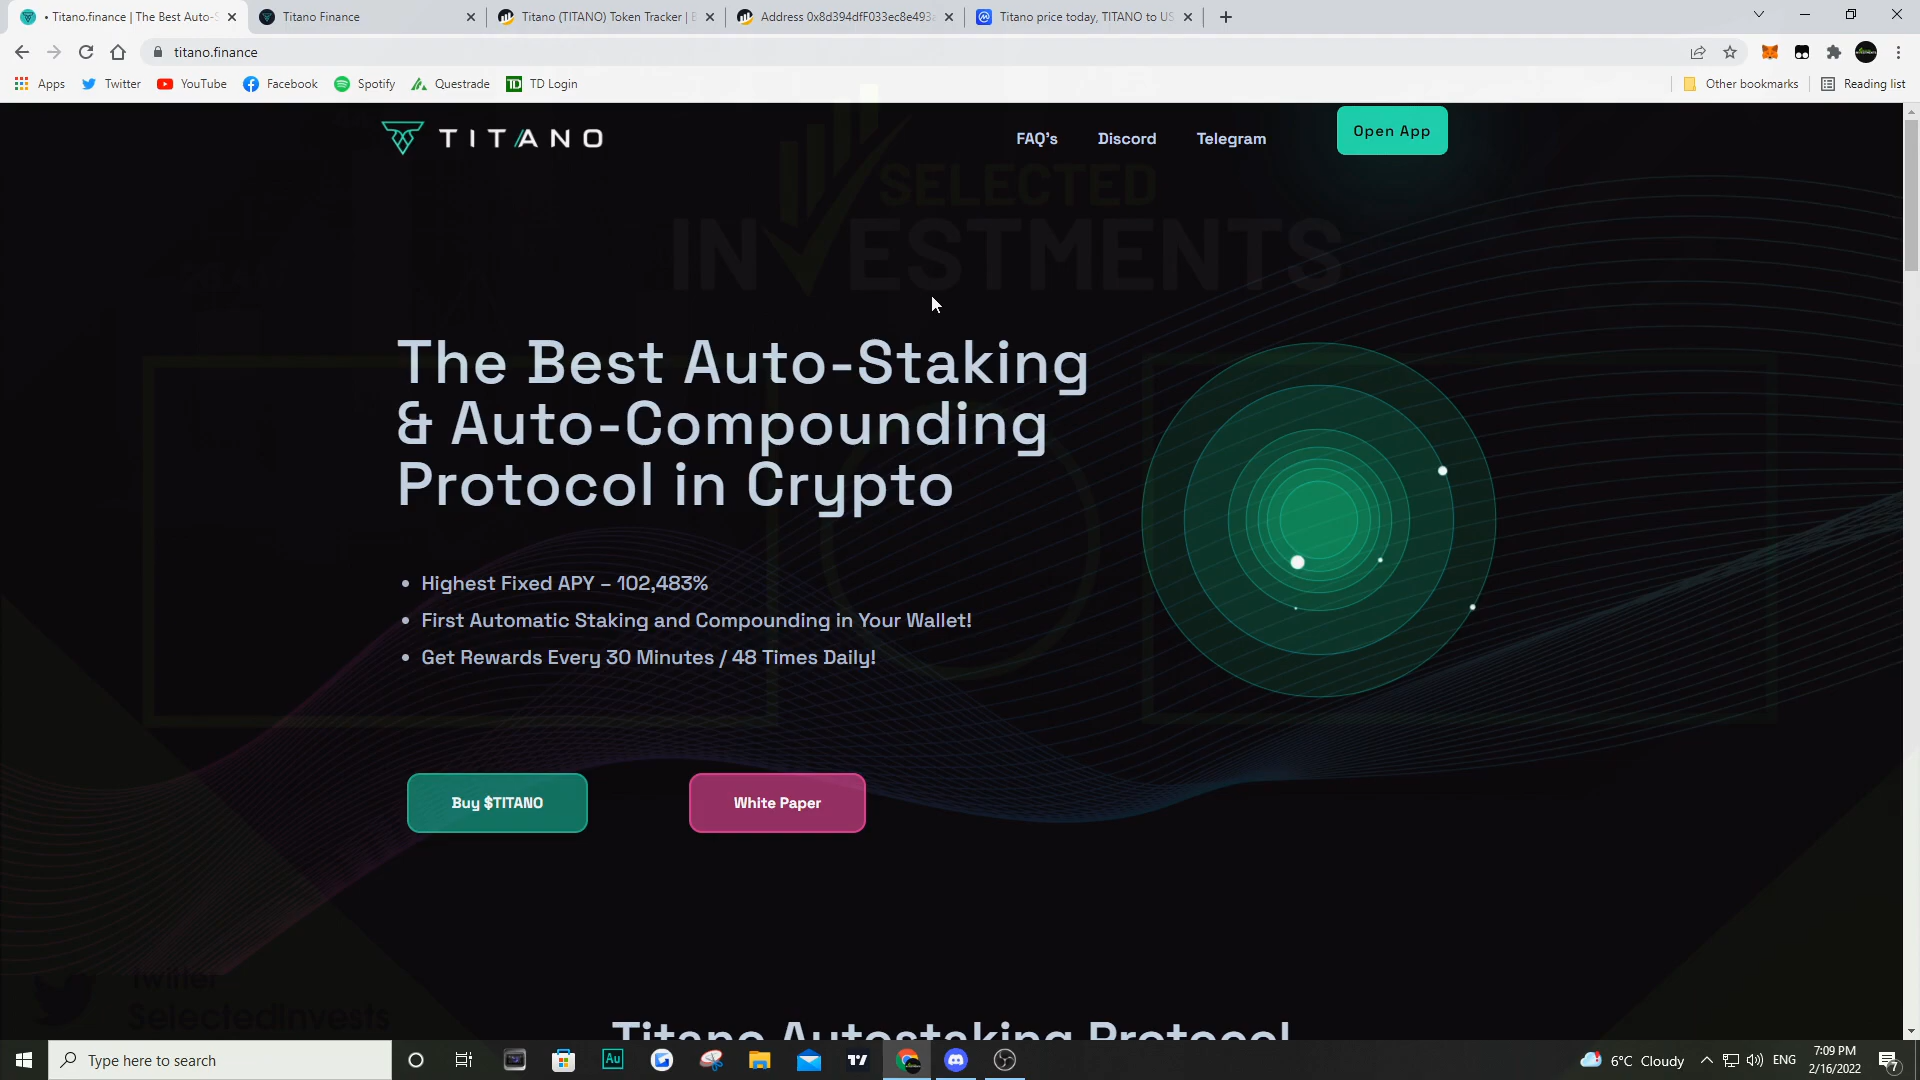 Titano.finance | The Best Auto-S
Titano Finance
Titano (TITANO) Token Tracker |
Address 0x8d394dfF033ec8e493
Titano price today, TITANO to US
titano.finance
Apps
Twitter
YouTube
Facebook
Spotify
Questrade
TD Login
Other bookmarks
Reading list
TITANO
FAQ's
Discord
Telegram
Open App
SELECTED
INVESTMENTS
The Best Auto-Staking
& Auto-Compounding
Protocol in Crypto
• Highest Fixed APY – 102,483%
• First Automatic Staking and Compounding in Your Wallet!
• Get Rewards Every 30 Minutes / 48 Times Daily!
Buy $TITANO
White Paper
Twitter
SelectedInvests
Titano Autostaking Protocol
Type here to search
Au
6°C Cloudy
ENG
7:09 PM
2/16/2022
7